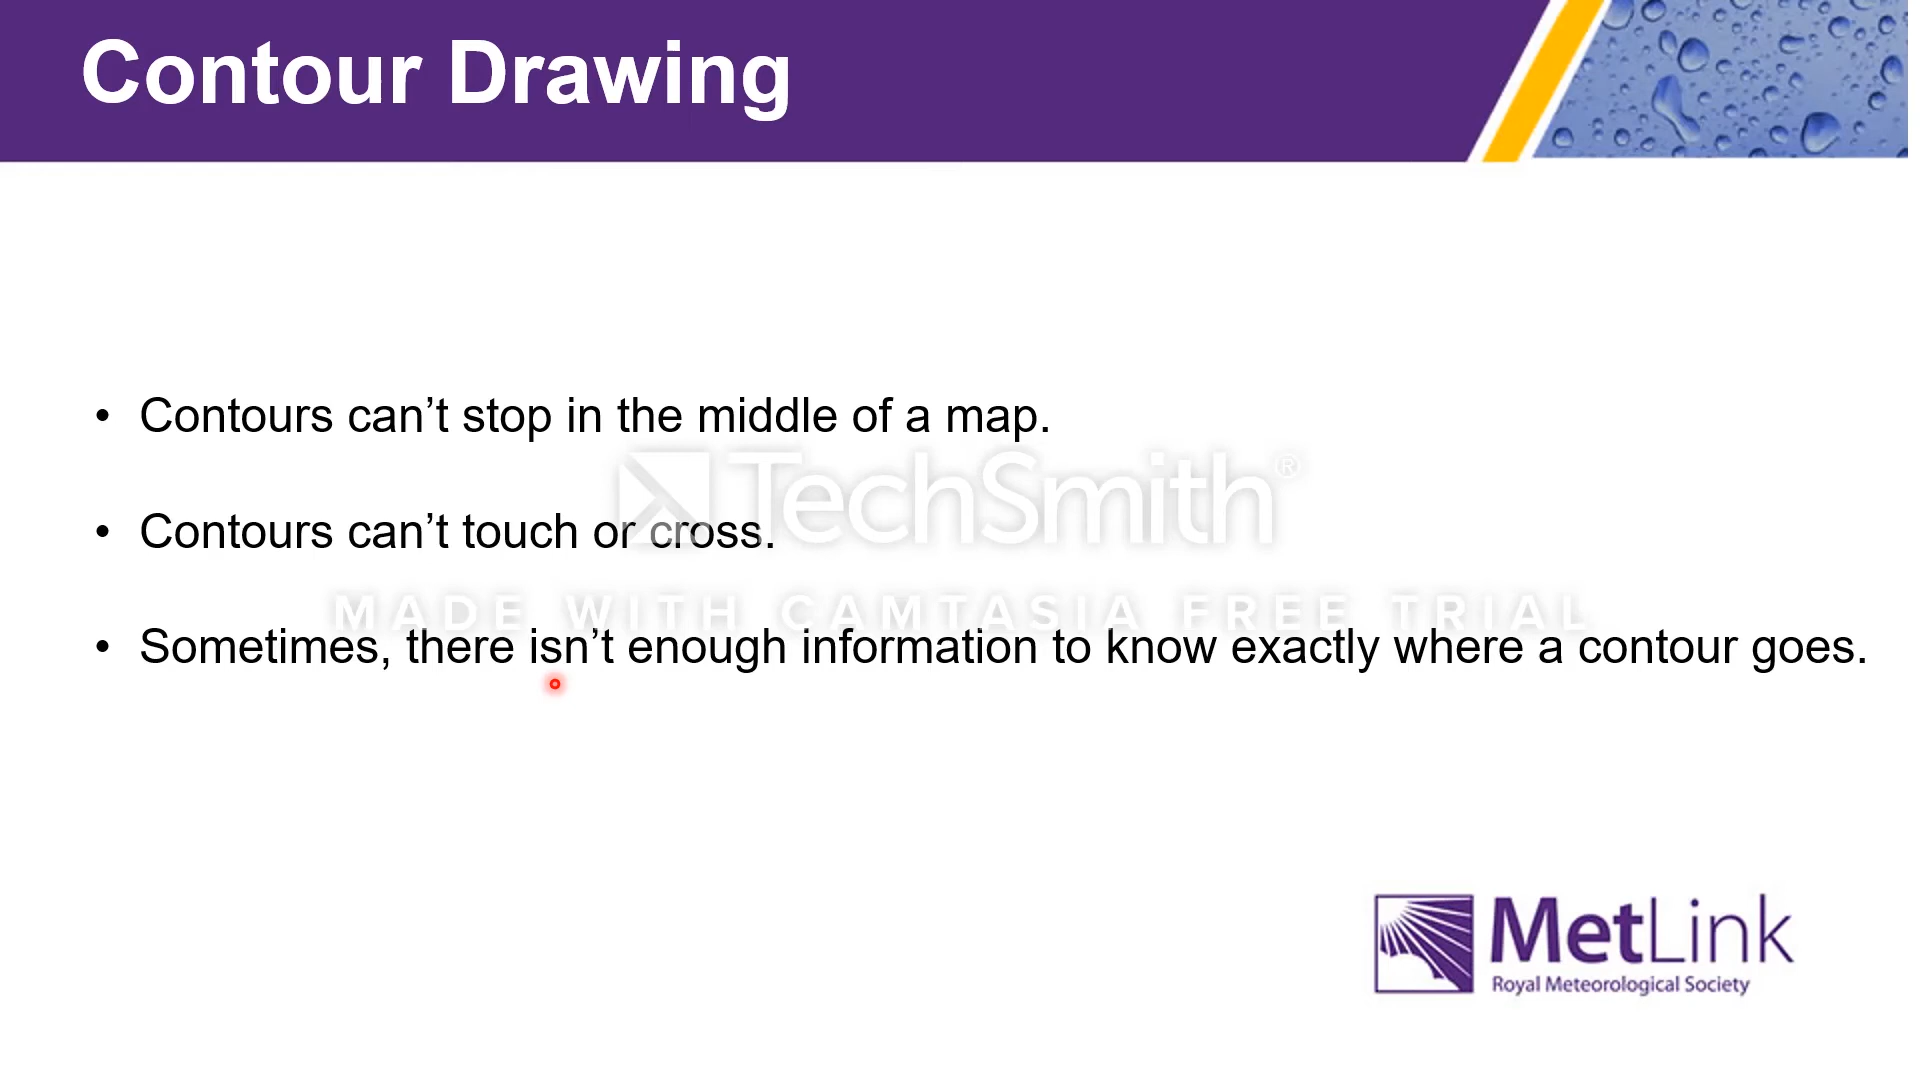 Contour Drawing
• Contours can’t stop in the middle of a map.
TechSmith®
• Contours can’t touch or cross.
MADE WITH CAMTASIA FREE TRIAL
• Sometimes, there isn’t enough information to know exactly where a contour goes.
MetLink
Royal Meteorological Society